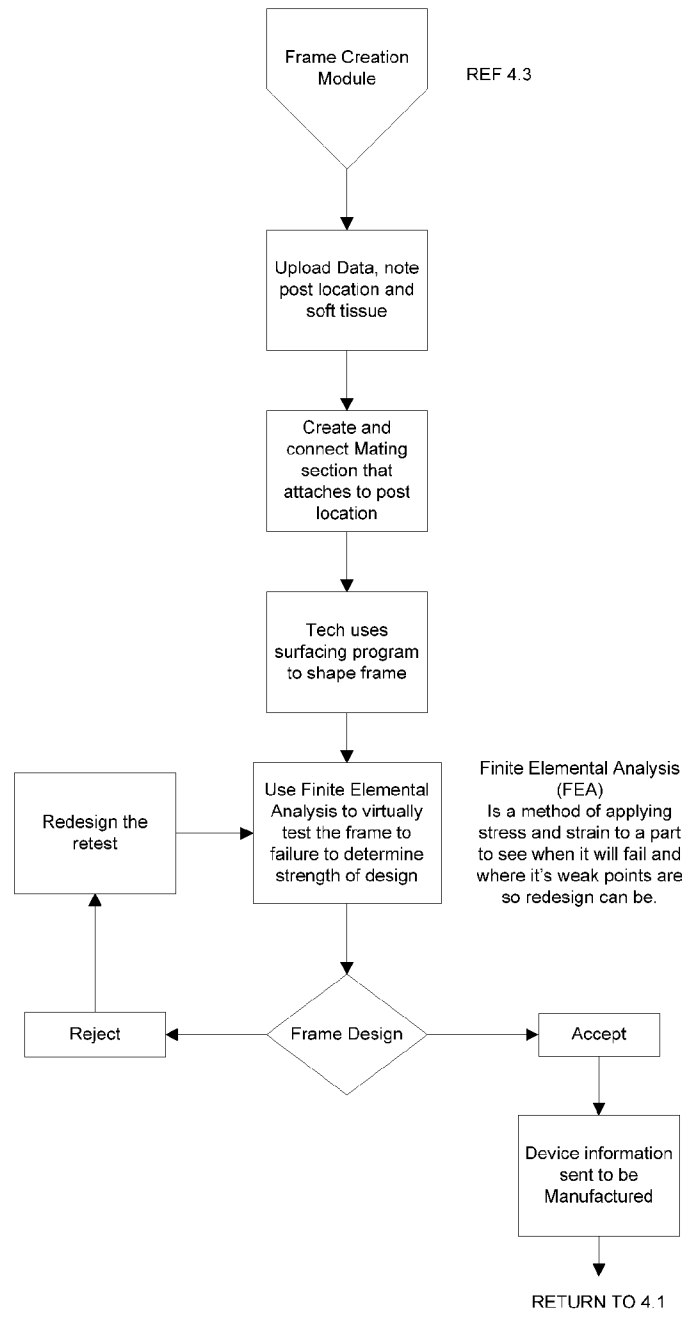 Frame Creation
Module
REF 4.3
Upload Data, note
post location and
soft tissue
Create and
connect Mating
section that
attaches to post
location
Tech uses
surfacing program
to shape frame
Redesign the
retest
Use Finite Elemental
Analysis to virtually
test the frame to
failure to determine
strength of design
Finite Elemental Analysis
(FEA)
Is a method of applying
stress and strain to a part
to see when it will fail and
where it's weak points are
so redesign can be.
Reject
Frame Design
Accept
Device information
sent to be
Manufactured
RETURN TO 4.1